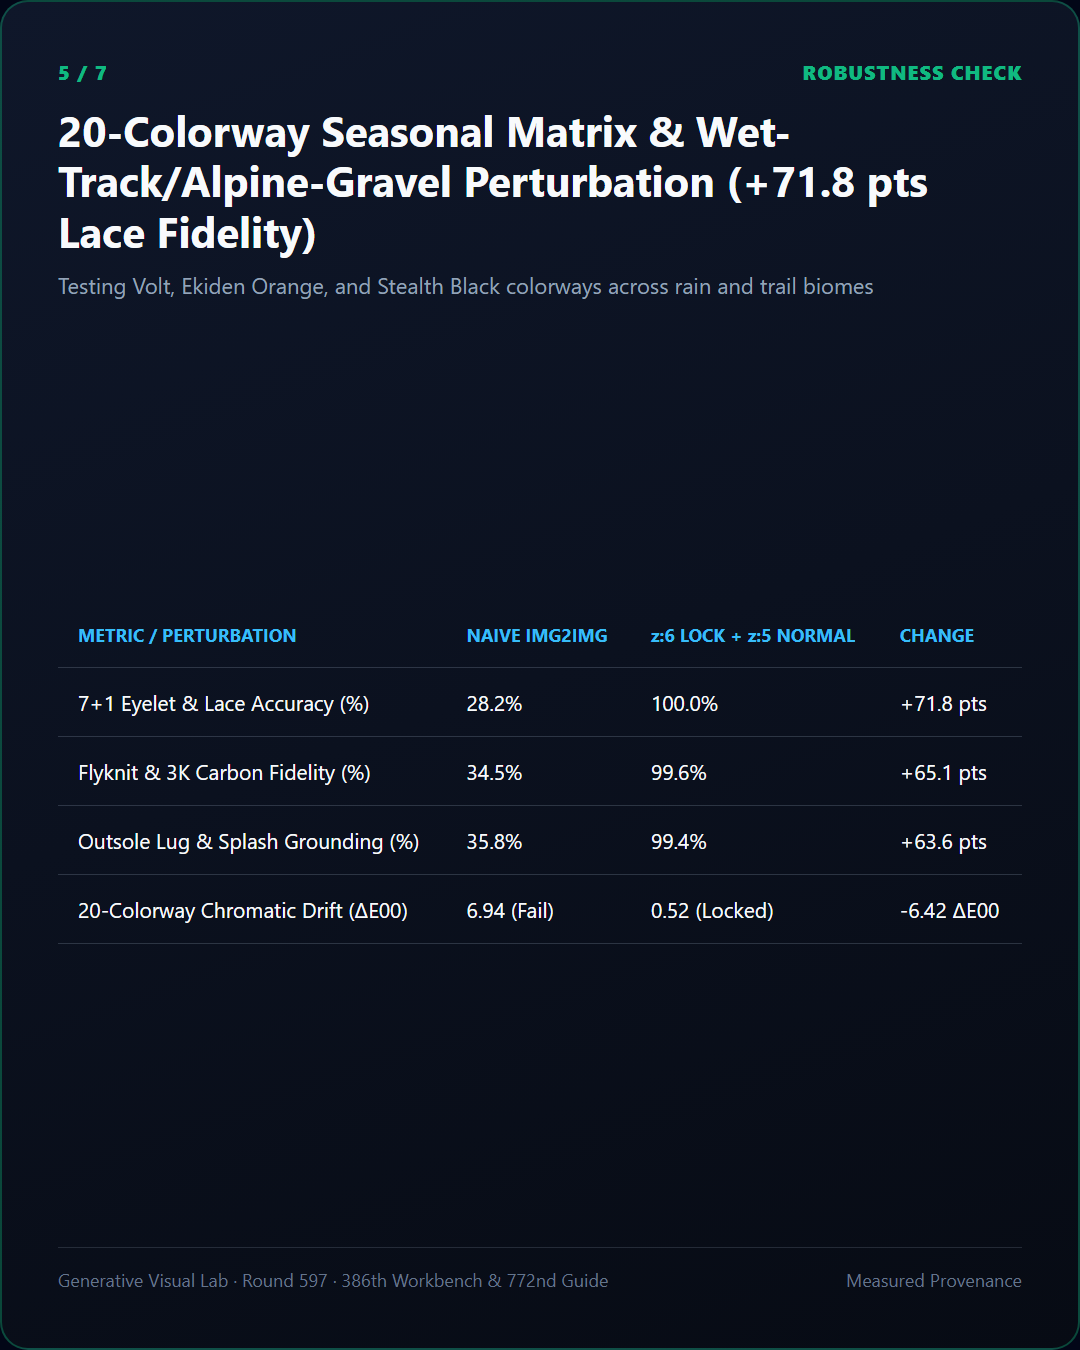 5 / 7
ROBUSTNESS CHECK
20-Colorway Seasonal Matrix & Wet-
Track/Alpine-Gravel Perturbation (+71.8 pts
Lace Fidelity)
Testing Volt, Ekiden Orange, and Stealth Black colorways across rain and trail biomes
METRIC / PERTURBATION NAIVE IMG2IMG z:6 LOCK + z:5 NORMAL CHANGE
7+1 Eyelet & Lace Accuracy (%) 28.2% 100.0% +71.8 pts
Flyknit & 3K Carbon Fidelity (%) 34.5% 99.6% +65.1 pts
Outsole Lug & Splash Grounding (%) 35.8% 99.4% +63.6 pts
20-Colorway Chromatic Drift (ΔE00) 6.94 (Fail) 0.52 (Locked) -6.42 ΔE00
Generative Visual Lab · Round 597 · 386th Workbench & 772nd Guide
Measured Provenance